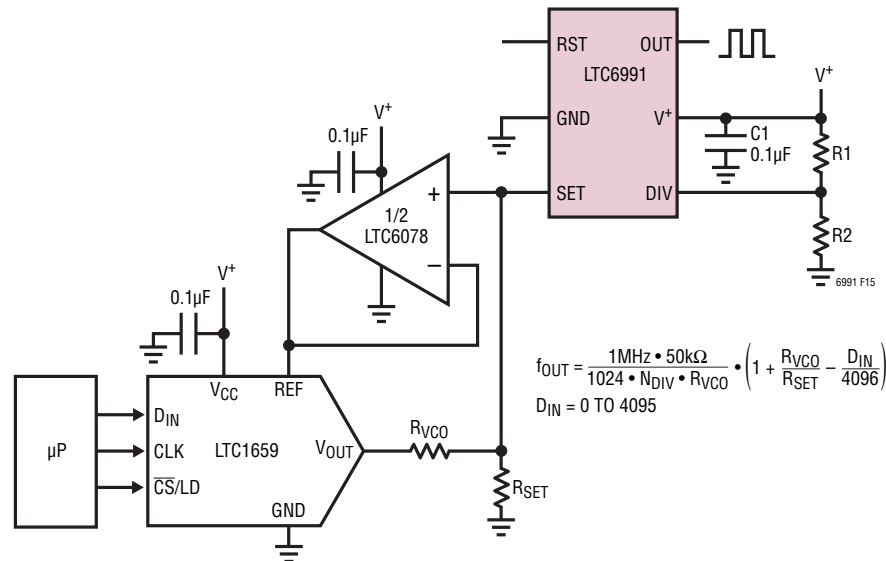 RST
OUT
LTC6991
V+
GND
V+
C1
0.1µF
R1
V+
0.1µF
+
SET
DIV
1/2
LTC6078
R2
–
6991 F15
V+
0.1µF
fOUT = 1MHz • 50kΩ / 1024 • NDIV • RVCO • (1 + RVCO / RSET – DIN / 4096)
DIN = 0 TO 4095
VCC
REF
µP
DIN
CLK
CS/LD
LTC1659
VOUT
RVCO
RSET
GND